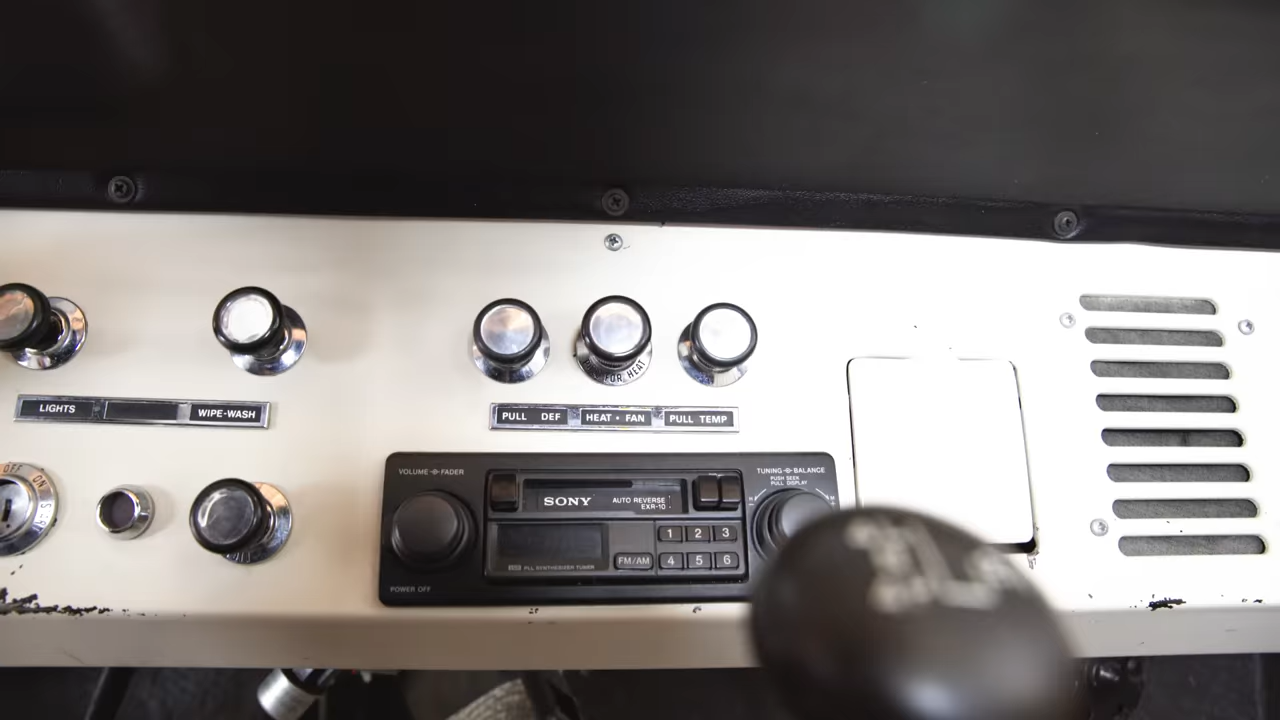 FOR HEAT
LIGHTS
WIPE-WASH
PULL DEF
HEAT • FAN
PULL TEMP
OFF ON
VOLUME FADER
TUNING BALANCE
PUSH SEEK
PULL DISPLAY
SONY
AUTO REVERSE
EXR-10
1 2 3
FM/AM
4 5 6
PLL SYNTHESIZER TUNER
POWER OFF